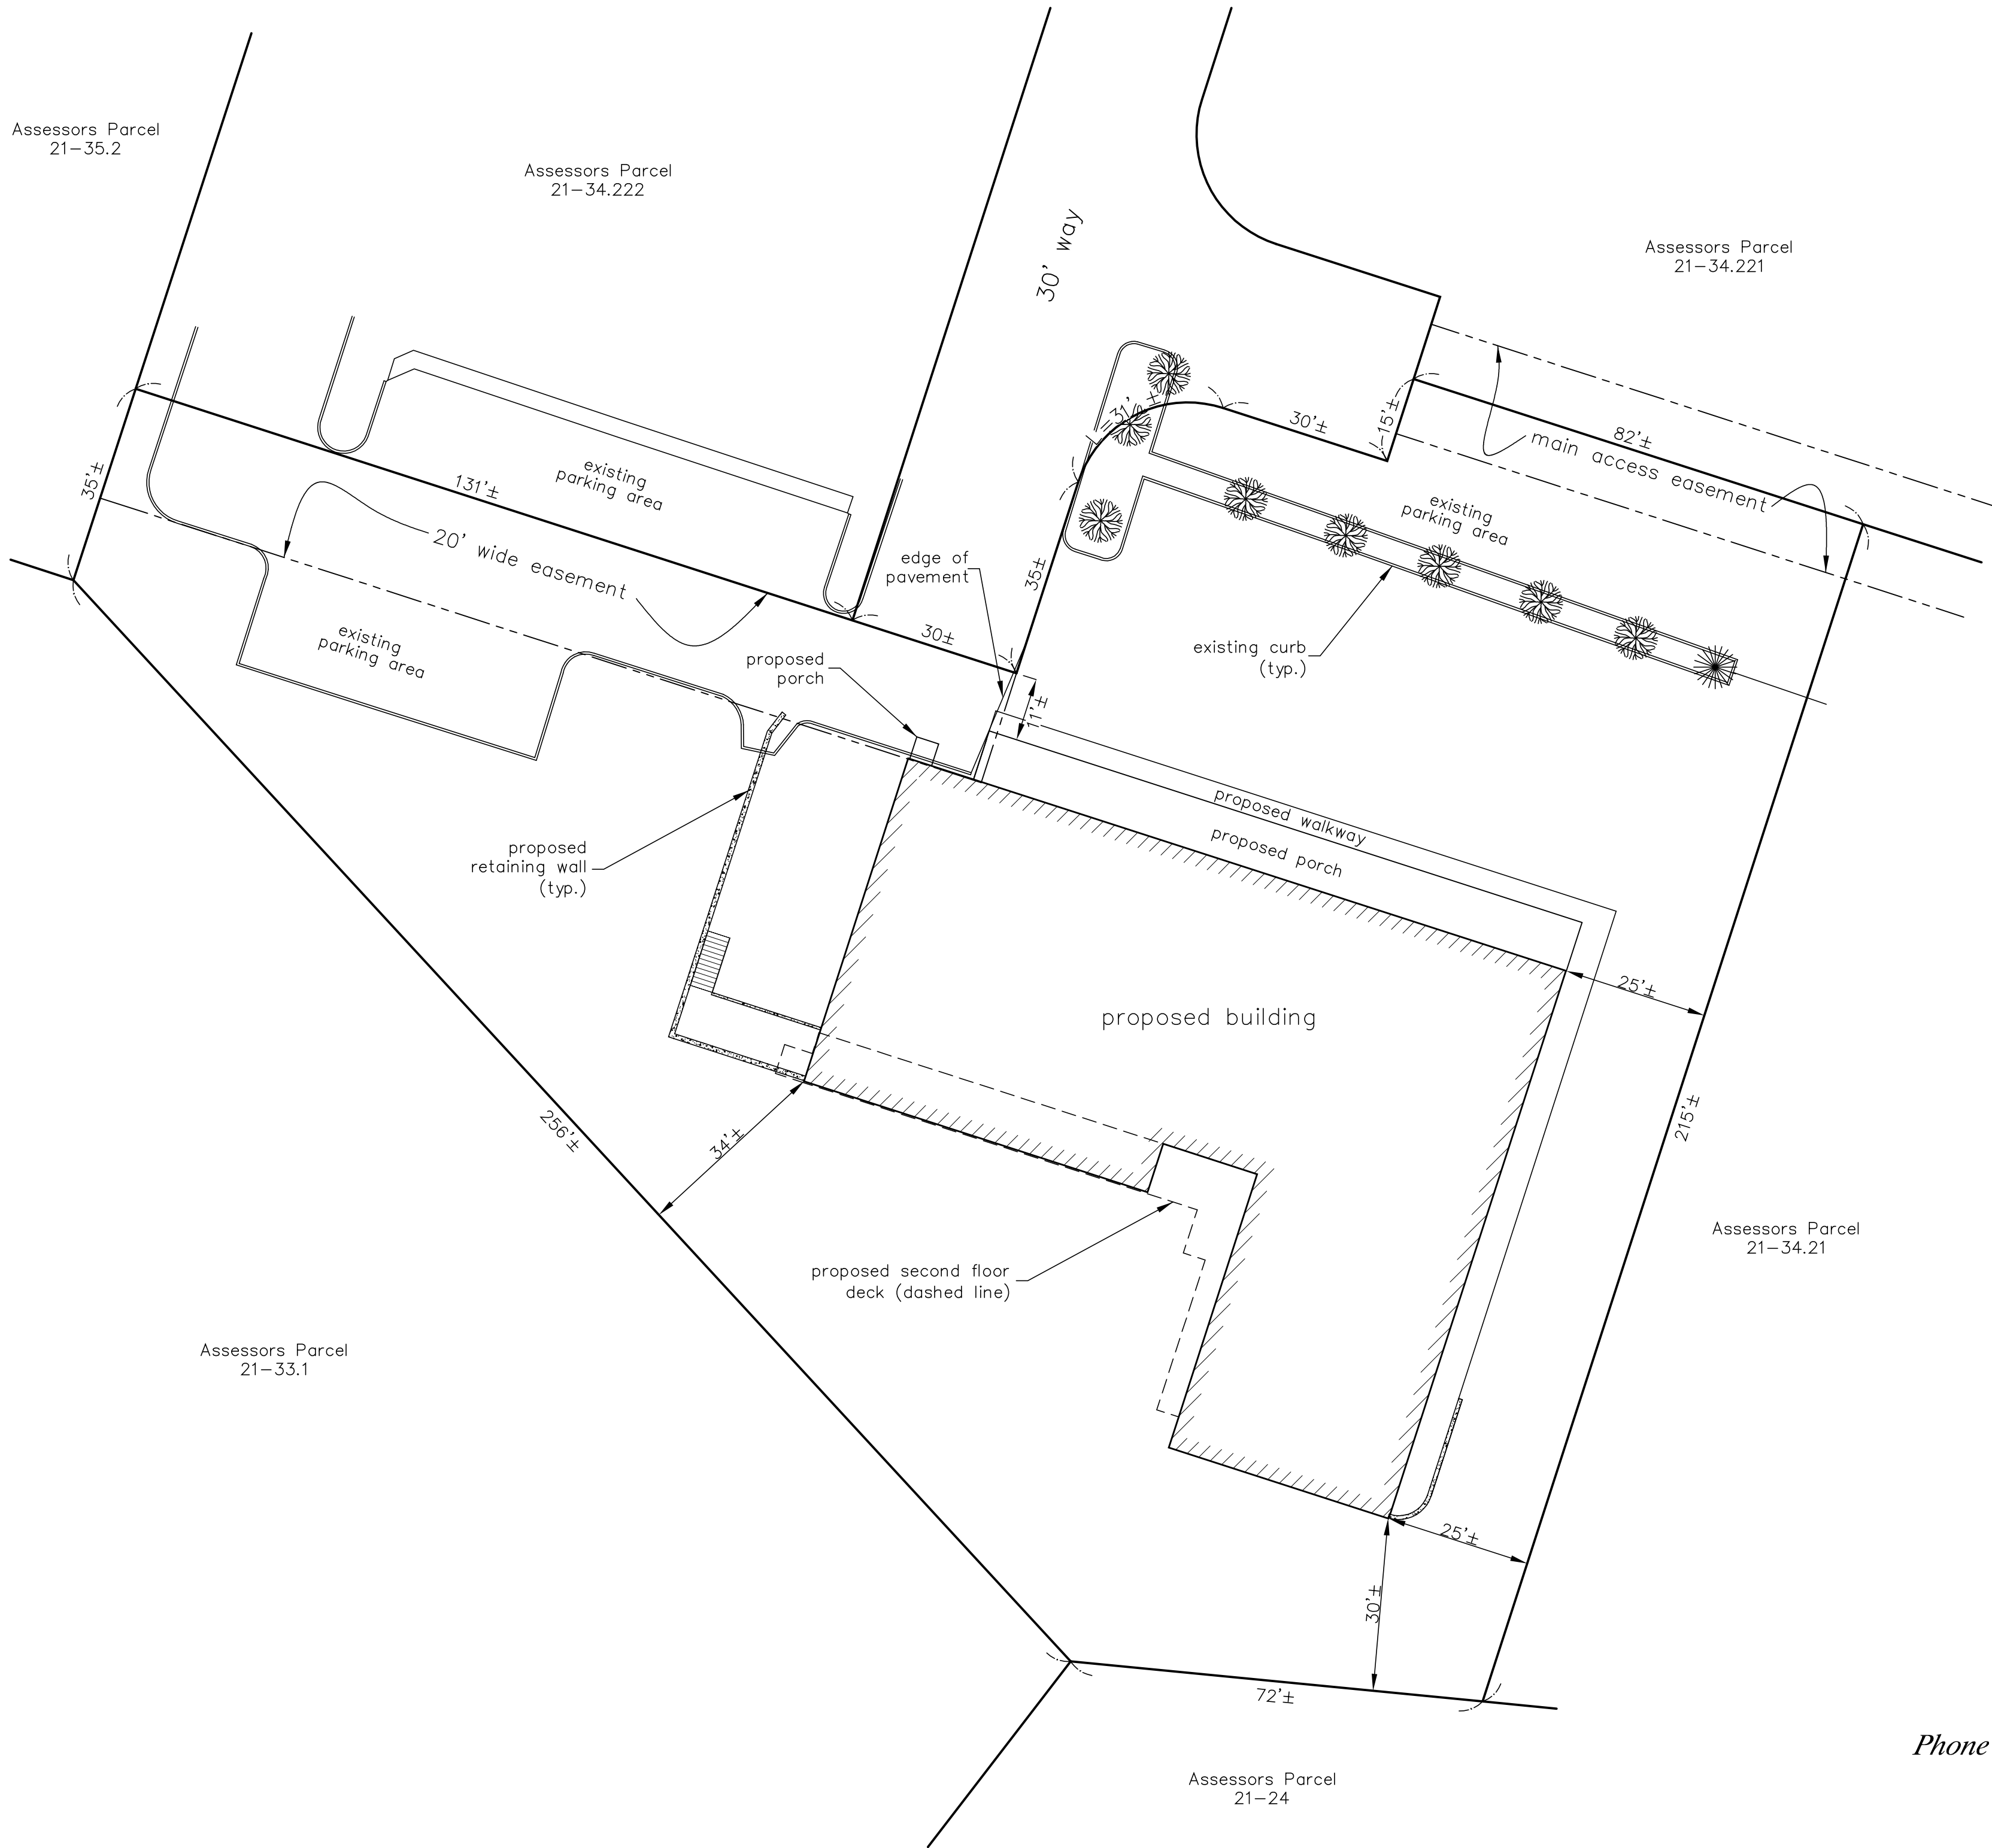 Assessors Parcel
21-35.2
Assessors Parcel
21-34.222
30' way
Assessors Parcel
21-34.221
31'±
30'±
15'±
82'±
main access easement
35'±
131'±
existing
parking area
20' wide easement
existing
parking area
edge of
pavement
35±
30±
existing
parking area
proposed
porch
existing curb
(typ.)
11'±
proposed walkway
proposed porch
proposed
retaining wall
(typ.)
25'±
proposed building
256'±
34'±
215'±
Assessors Parcel
21-34.21
proposed second floor
deck (dashed line)
Assessors Parcel
21-33.1
25'±
30'±
72'±
Phone
Assessors Parcel
21-24